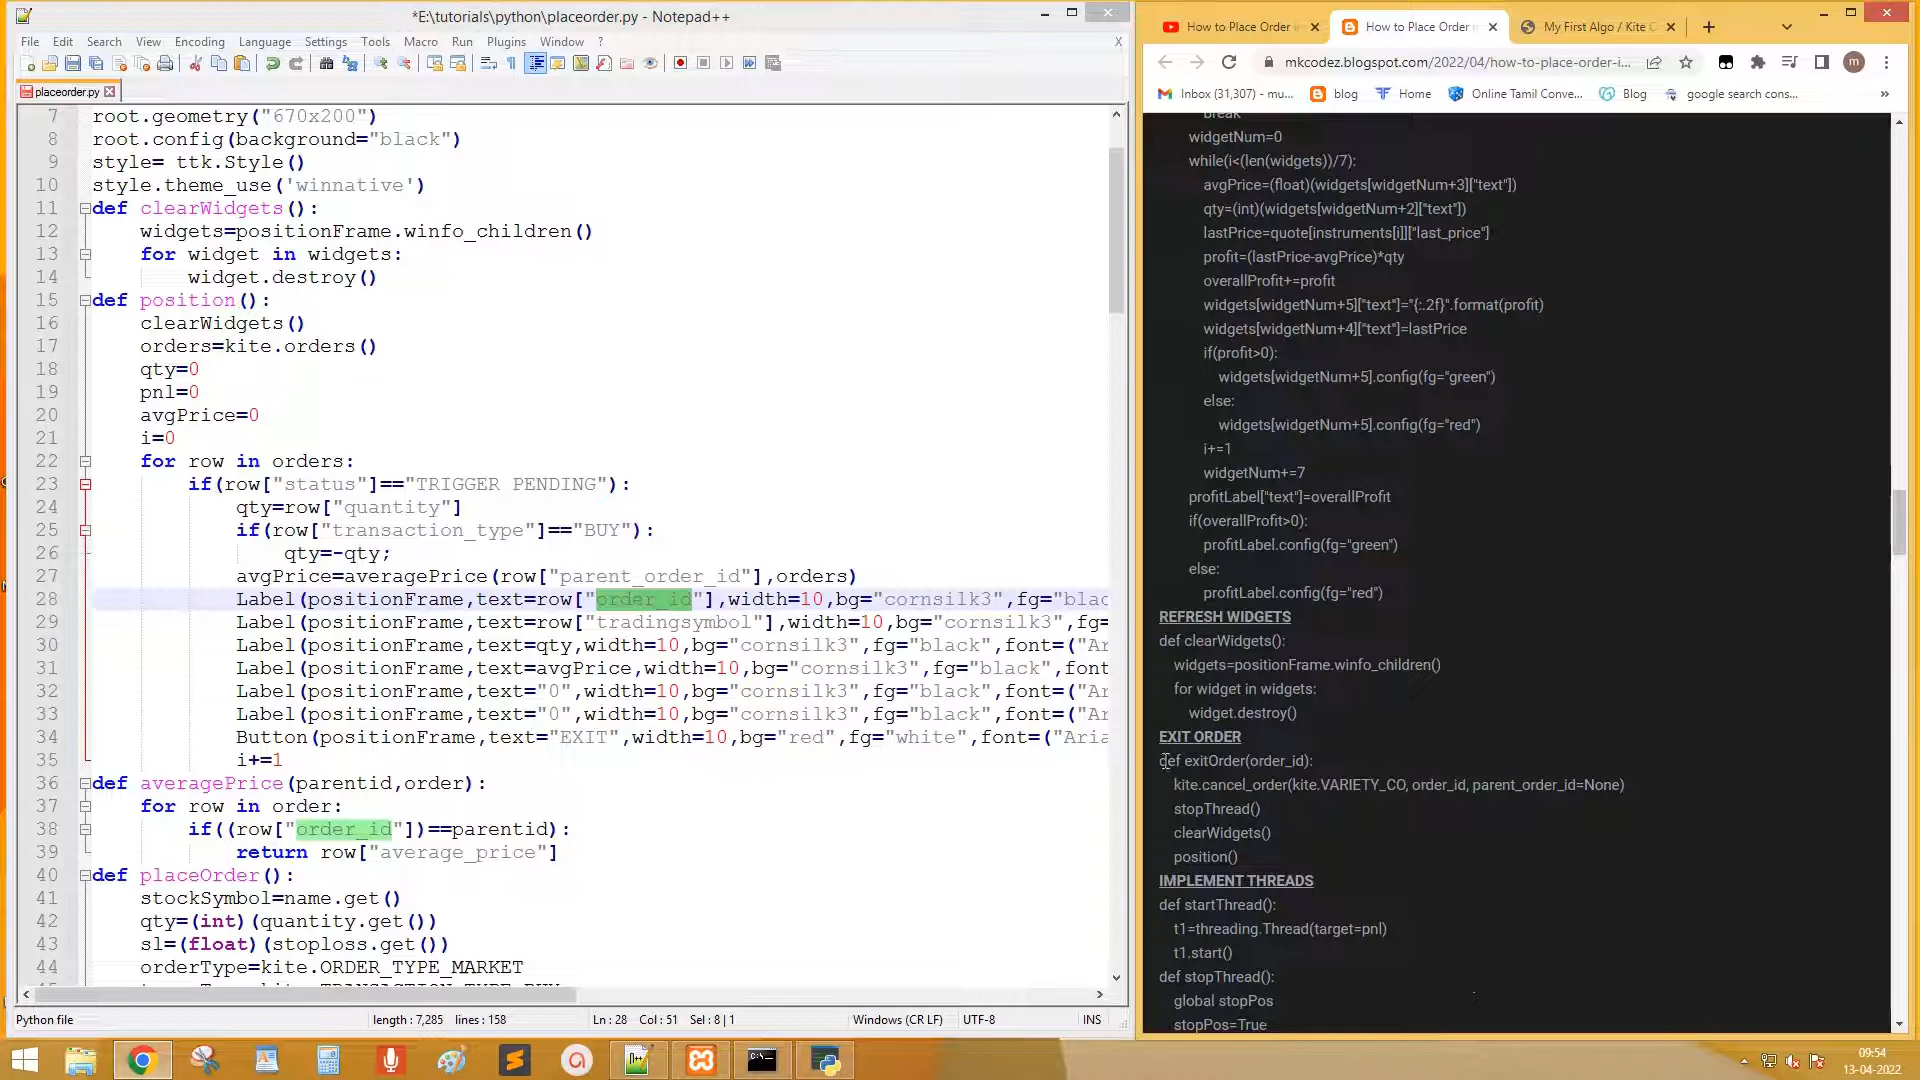 *E:\tutorials\python\placeorder.py - Notepad++
File Edit Search View Encoding Language Settings Tools Macro Run Plugins Window ? X
placeorder.py
7 root.geometry("670x200")
8 root.config(background="black")
9 style= ttk.Style()
10 style.theme_use('winnative')
11 def clearWidgets():
12 widgets=positionFrame.winfo_children()
13 for widget in widgets:
14 widget.destroy()
15 def position():
16 clearWidgets()
17 orders=kite.orders()
18 qty=0
19 pnl=0
20 avgPrice=0
21 i=0
22 for row in orders:
23 if(row["status"]=="TRIGGER PENDING"):
24 qty=row["quantity"]
25 if(row["transaction_type"]=="BUY"):
26 qty=-qty;
27 avgPrice=averagePrice(row["parent_order_id"],orders)
28 Label(positionFrame,text=row["order_id"],width=10,bg="cornsilk3",fg="blac
29 Label(positionFrame,text=row["tradingsymbol"],width=10,bg="cornsilk3",fg=
30 Label(positionFrame,text=qty,width=10,bg="cornsilk3",fg="black",font=("Ar
31 Label(positionFrame,text=avgPrice,width=10,bg="cornsilk3",fg="black",font
32 Label(positionFrame,text="0",width=10,bg="cornsilk3",fg="black",font=("Ar
33 Label(positionFrame,text="0",width=10,bg="cornsilk3",fg="black",font=("Ar
34 Button(positionFrame,text="EXIT",width=10,bg="red",fg="white",font=("Aria
35 i+=1
36 def averagePrice(parentid,order):
37 for row in order:
38 if((row["order_id"])==parentid):
39 return row["average_price"]
40 def placeOrder():
41 stockSymbol=name.get()
42 qty=(int)(quantity.get())
43 sl=(float)(stoploss.get())
44 orderType=kite.ORDER_TYPE_MARKET
Python file length : 7,285 lines : 158 Ln : 28 Col : 51 Sel : 8 | 1 Windows (CR LF) UTF-8 INS
How to Place Order How to Place Order My First Algo / Kite C
mkcodez.blogspot.com/2022/04/how-to-place-order-i... m
Inbox (31,307) - mu... blog Home Online Tamil Conve... Blog google search cons... »
break
widgetNum=0
while(i<(len(widgets))/7):
avgPrice=(float)(widgets[widgetNum+3]["text"])
qty=(int)(widgets[widgetNum+2]["text"])
lastPrice=quote[instruments[i]]["last_price"]
profit=(lastPrice-avgPrice)*qty
overallProfit+=profit
widgets[widgetNum+5]["text"]="{:.2f}".format(profit)
widgets[widgetNum+4]["text"]=lastPrice
if(profit>0):
widgets[widgetNum+5].config(fg="green")
else:
widgets[widgetNum+5].config(fg="red")
i+=1
widgetNum+=7
profitLabel["text"]=overallProfit
if(overallProfit>0):
profitLabel.config(fg="green")
else:
profitLabel.config(fg="red")
REFRESH WIDGETS
def clearWidgets():
widgets=positionFrame.winfo_children()
for widget in widgets:
widget.destroy()
EXIT ORDER
def exitOrder(order_id):
kite.cancel_order(kite.VARIETY_CO, order_id, parent_order_id=None)
stopThread()
clearWidgets()
position()
IMPLEMENT THREADS
def startThread():
t1=threading.Thread(target=pnl)
t1.start()
def stopThread():
global stopPos
stopPos=True
09:54
13-04-2022